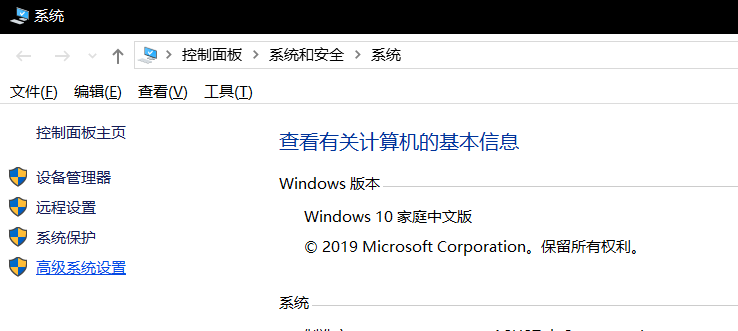 系统
控制面板 系统和安全 系统
文件(F) 编辑(E) 查看(V) 工具(T)
控制面板主页
设备管理器
远程设置
系统保护
高级系统设置
查看有关计算机的基本信息
Windows 版本
Windows 10 家庭中文版
© 2019 Microsoft Corporation。保留所有权利。
系统